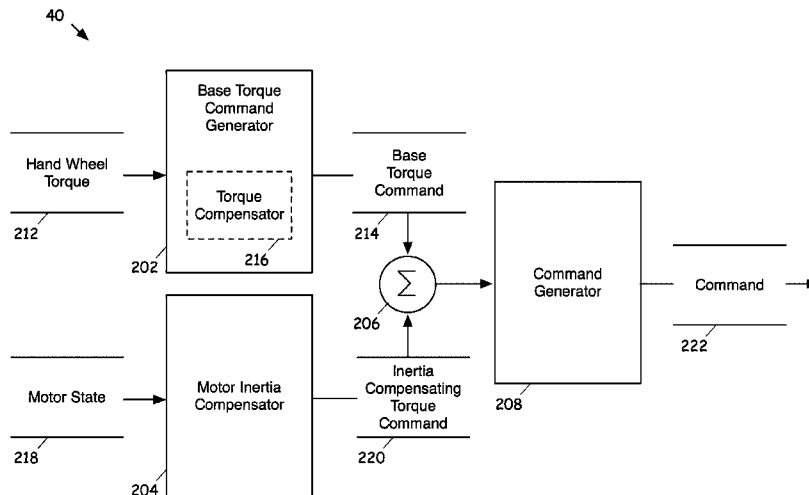 40
Base Torque
Command
Generator
Hand Wheel
Torque
Torque
Compensator
Base
Torque
Command
212
202
216
214
Σ
206
Command
Generator
Command
222
208
Motor State
Motor Inertia
Compensator
Inertia
Compensating
Torque
Command
218
204
220